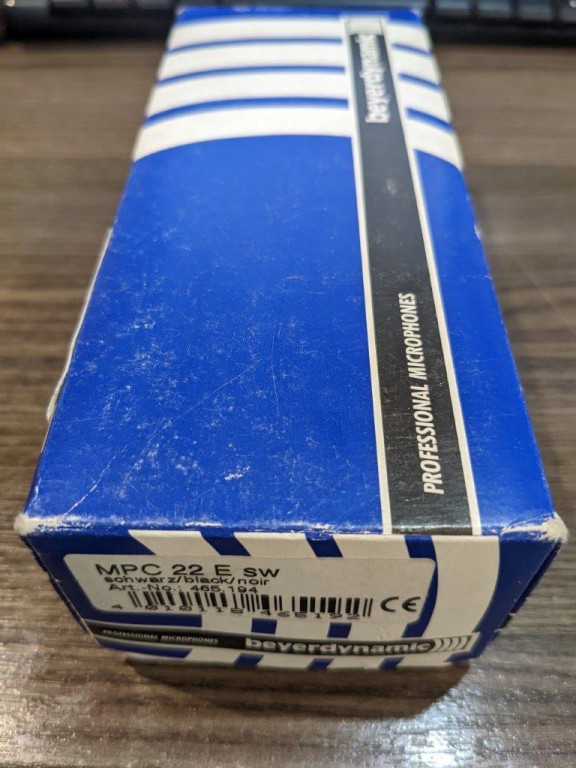 beyerdynamic
PROFESSIONAL MICROPHONES
MPC 22 E sw
schwarz/black/noir
Art.-No.: 465.194
CE
PROFESSIONAL MICROPHONES
beyerdynamic